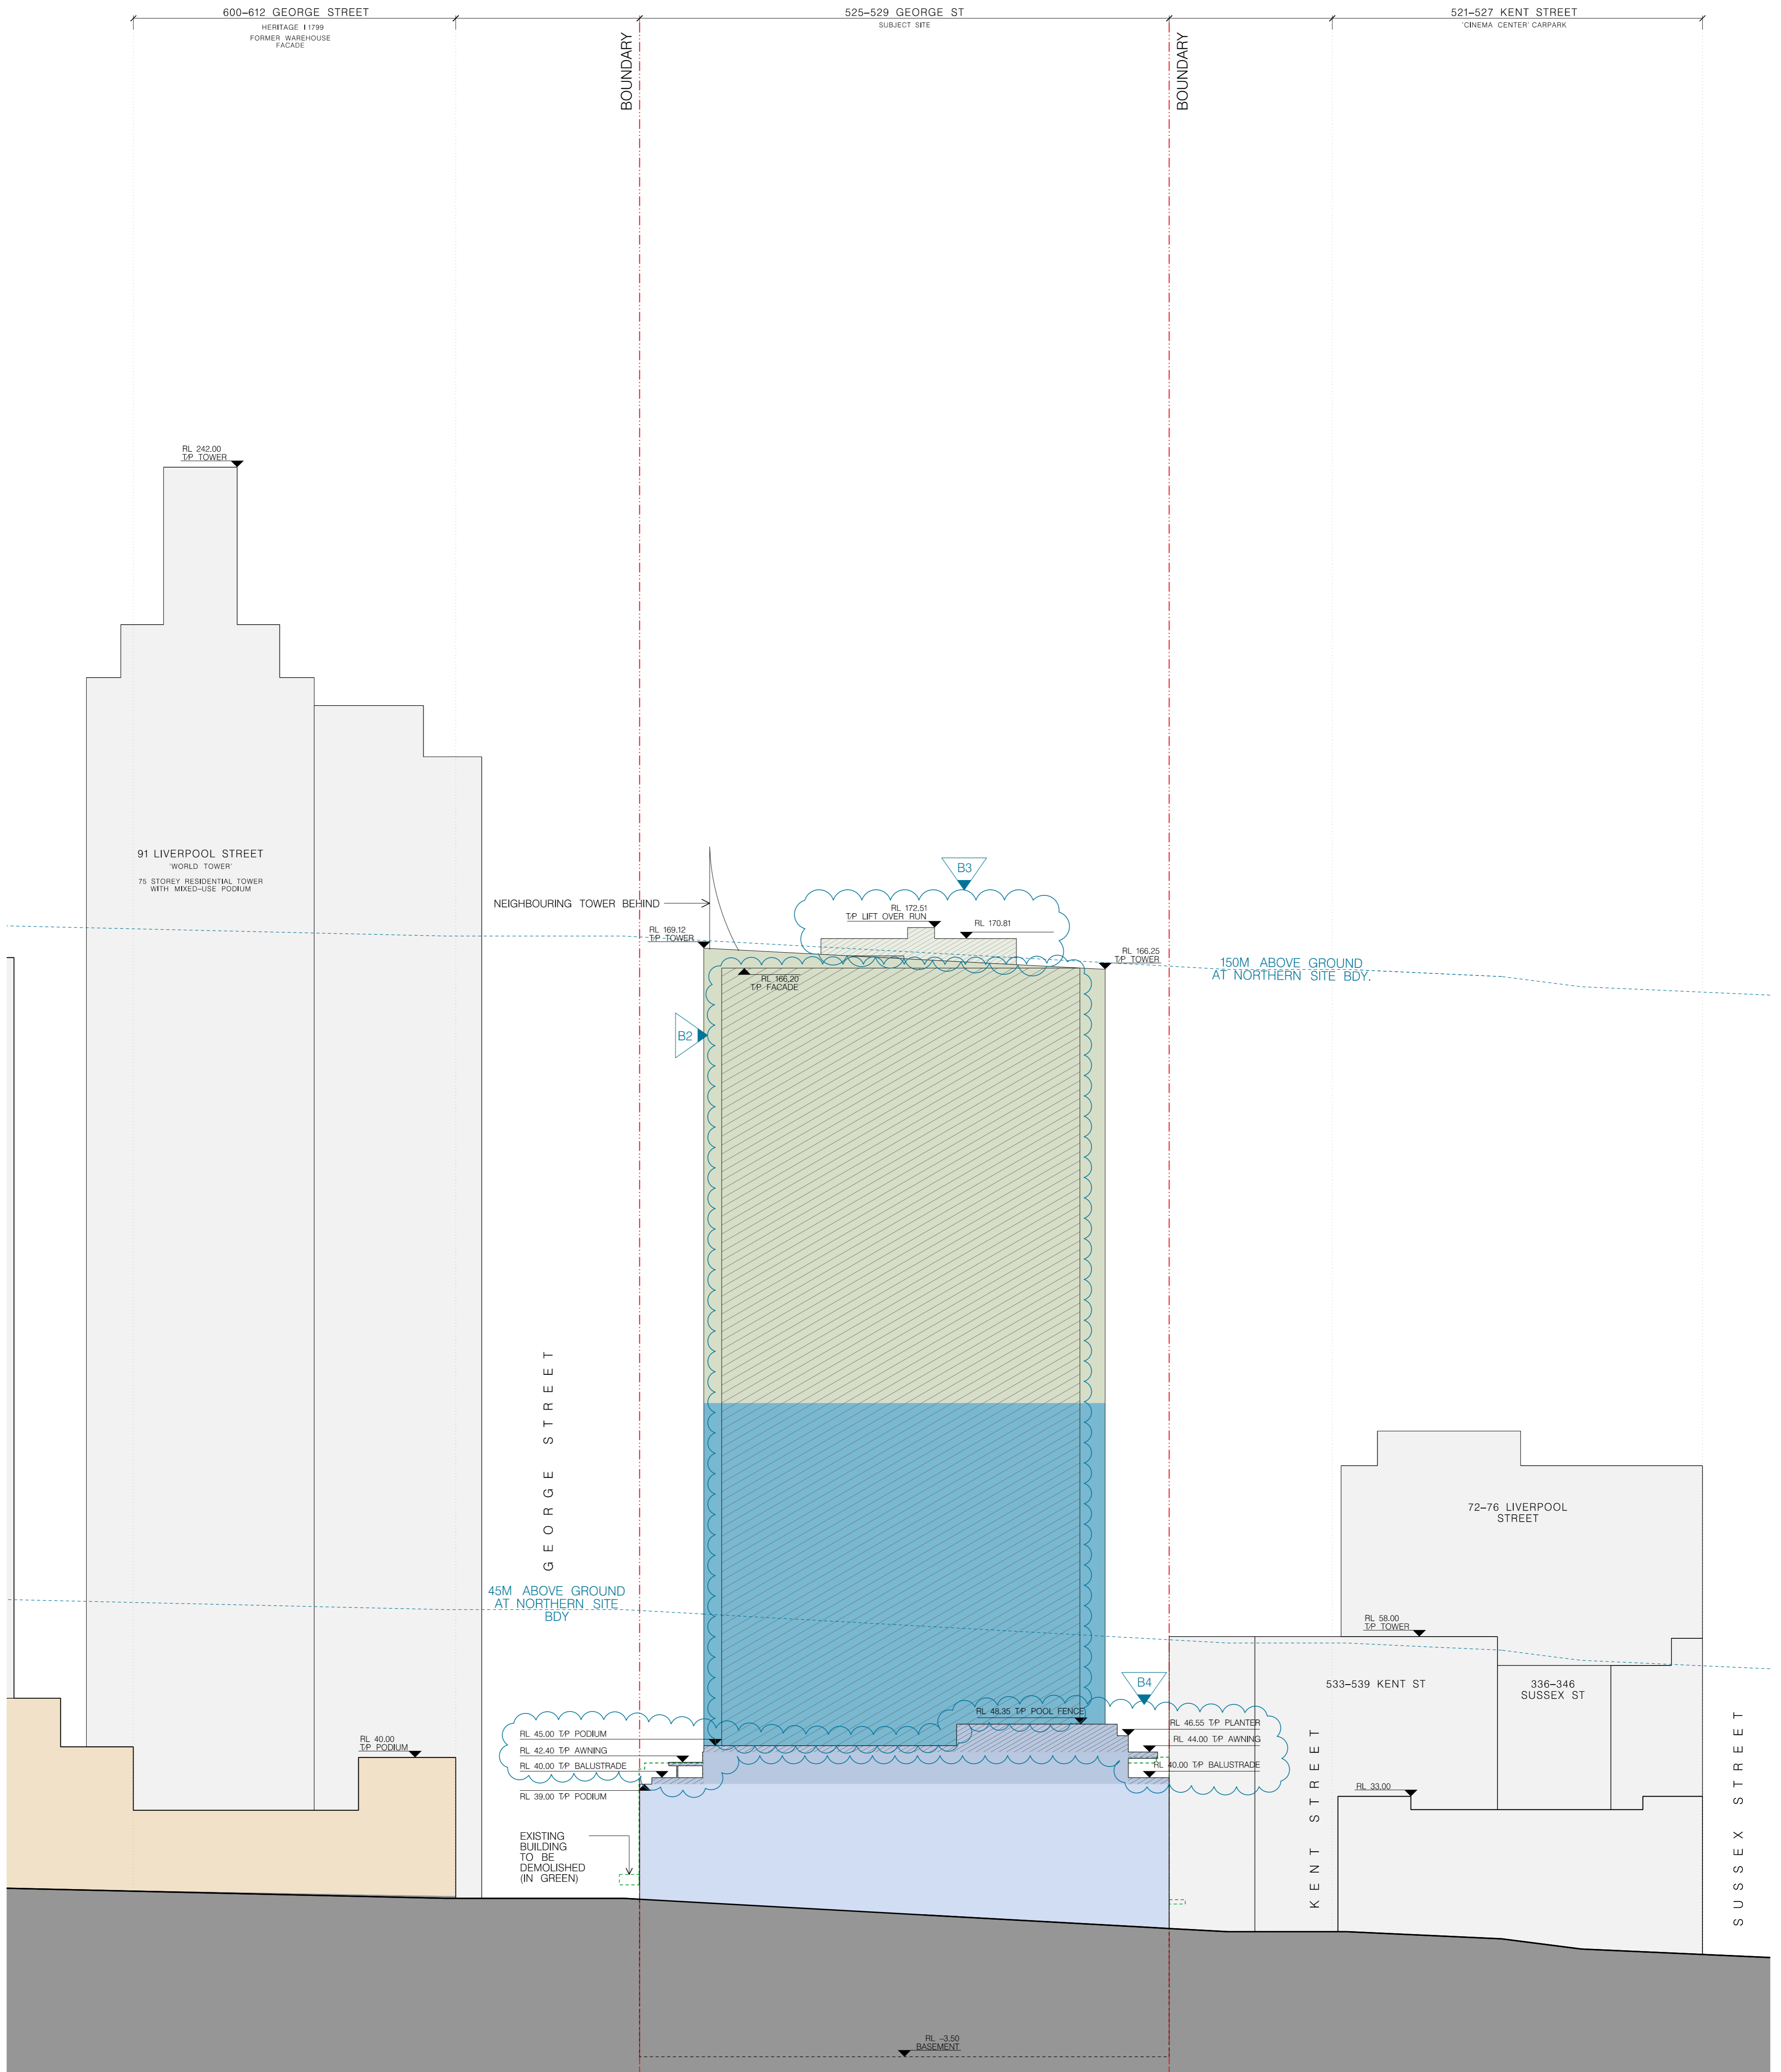 600–612 GEORGE STREET
HERITAGE I1799
FORMER WAREHOUSE
FACADE
525–529 GEORGE ST
SUBJECT SITE
521–527 KENT STREET
'CINEMA CENTER' CARPARK
BOUNDARY
BOUNDARY
RL 242.00
T/P TOWER
91 LIVERPOOL STREET
'WORLD TOWER'
75 STOREY RESIDENTIAL TOWER
WITH MIXED–USE PODIUM
NEIGHBOURING TOWER BEHIND
B3
RL 172.51
T/P LIFT OVER RUN
RL 170.81
RL 169.12
T/P TOWER
RL 166.25
T/P TOWER
150M ABOVE GROUND
AT NORTHERN SITE BDY.
RL 166.20
T/P FACADE
B2
GEORGE STREET
72–76 LIVERPOOL
STREET
45M ABOVE GROUND
AT NORTHERN SITE
BDY
RL 58.00
T/P TOWER
B4
533–539 KENT ST
336–346
SUSSEX ST
RL 48.35 T/P POOL FENCE
RL 46.55 T/P PLANTER
RL 44.00 T/P AWNING
RL 40.00 T/P BALUSTRADE
RL 45.00 T/P PODIUM
RL 42.40 T/P AWNING
RL 40.00 T/P BALUSTRADE
RL 39.00 T/P PODIUM
RL 40.00
T/P PODIUM
RL 33.00
KENT STREET
SUSSEX STREET
EXISTING
BUILDING
TO BE
DEMOLISHED
(IN GREEN)
RL –3.50
BASEMENT